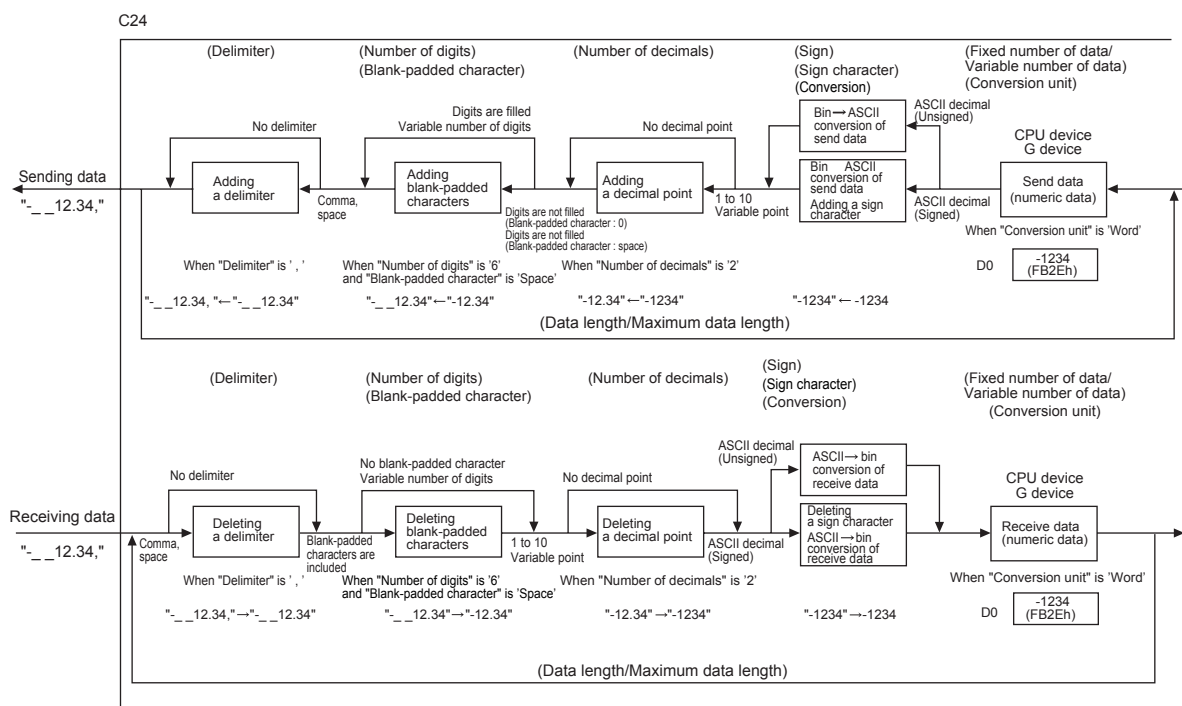 C24
(Delimiter)
(Number of digits)
(Blank-padded character)
(Number of decimals)
(Sign)
(Sign character)
(Conversion)
(Fixed number of data/
Variable number of data)
(Conversion unit)
No delimiter
Digits are filled
Variable number of digits
No decimal point
Bin→ASCII
conversion of
send data
ASCII decimal
(Unsigned)
CPU device
G device
Sending data
"-_ _12.34,"
Adding
a delimiter
Comma,
space
Adding
blank-padded
characters
Digits are not filled
(Blank-padded character : 0)
Digits are not filled
(Blank-padded character : space)
Adding
a decimal point
1 to 10
Variable point
Bin ASCII
conversion of
send data
Adding a sign
character
ASCII decimal
(Signed)
Send data
(numeric data)
When "Conversion unit" is 'Word'
When "Delimiter" is ' , '
When "Number of digits" is '6'
and "Blank-padded character" is 'Space'
When "Number of decimals" is '2'
D0
-1234
(FB2Eh)
"-_ _12.34, "←"-_ _12.34"
"-_ _12.34"←"-12.34"
"-12.34"←"-1234"
"-1234"← -1234
(Data length/Maximum data length)
(Delimiter)
(Number of digits)
(Blank-padded character)
(Number of decimals)
(Sign)
(Sign character)
(Conversion)
(Fixed number of data/
Variable number of data)
(Conversion unit)
No delimiter
No blank-padded character
Variable number of digits
No decimal point
ASCII decimal
(Unsigned)
ASCII→bin
conversion of
receive data
CPU device
G device
Receiving data
"-_ _12.34,"
Comma,
space
Deleting
a delimiter
Blank-padded
characters are
included
Deleting
blank-padded
characters
1 to 10
Variable point
Deleting
a decimal point
ASCII decimal
(Signed)
Deleting
a sign character
ASCII→bin
conversion of
receive data
Receive data
(numeric data)
When "Conversion unit" is 'Word'
When "Delimiter" is ' , '
When "Number of digits" is '6'
and "Blank-padded character" is 'Space'
When "Number of decimals" is '2'
D0
-1234
(FB2Eh)
"-_ _12.34,"→"-_ _12.34"
"-_ _12.34"→"-12.34"
"-12.34"→"-1234"
"-1234"→-1234
(Data length/Maximum data length)